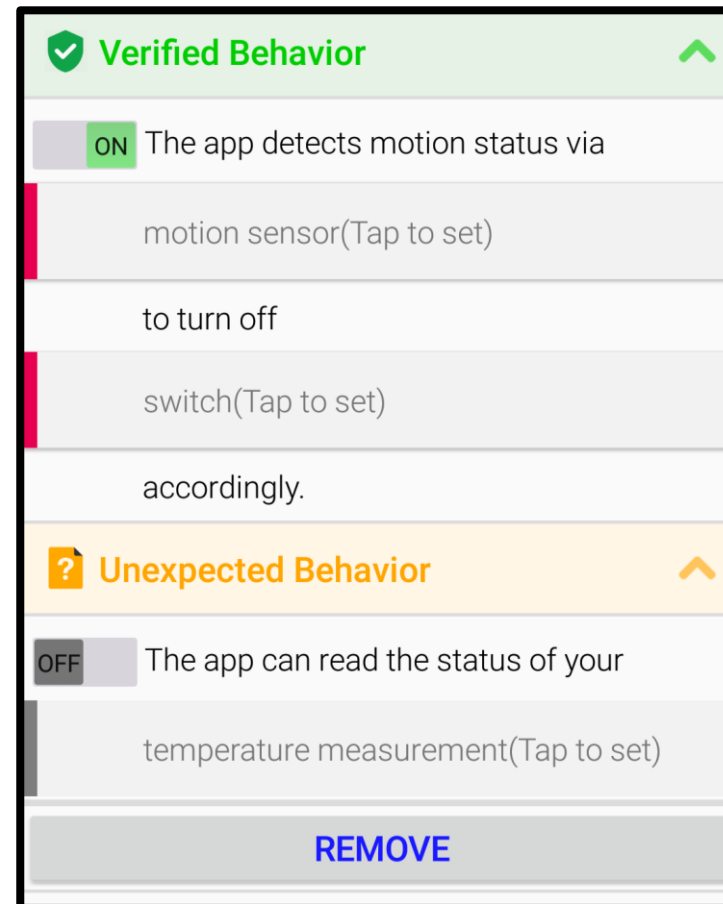 Verified Behavior
ON The app detects motion status via
motion sensor(Tap to set)
to turn off
switch(Tap to set)
accordingly.
? Unexpected Behavior
OFF The app can read the status of your
temperature measurement(Tap to set)
REMOVE